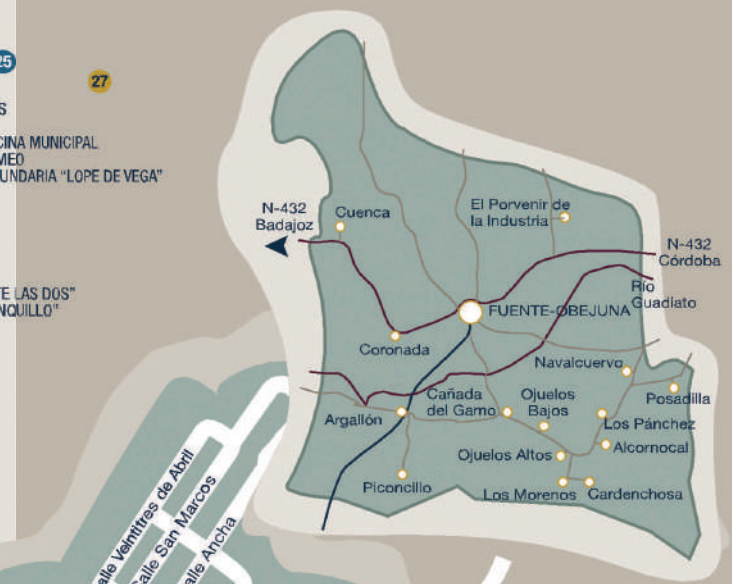 25
27
S
CINA MUNICIPAL
MEO
UNDARIA "LOPE DE VEGA"
TE LAS DOS"
NQUILLO"
N-432
Badajoz
Cuenca
El Porvenir de
la Industria
N-432
Córdoba
Río
Guadiato
FUENTE-OBEJUNA
Coronada
Navalcuervo
Posadilla
Cañada
del Gamo
Ojuelos
Bajos
Argallón
Los Pánchez
Alcornocal
Ojuelos Altos
Piconcillo
Los Morenos
Cardenchosa
alle Veintitres de Abril
Calle San Marcos
alle Ancha